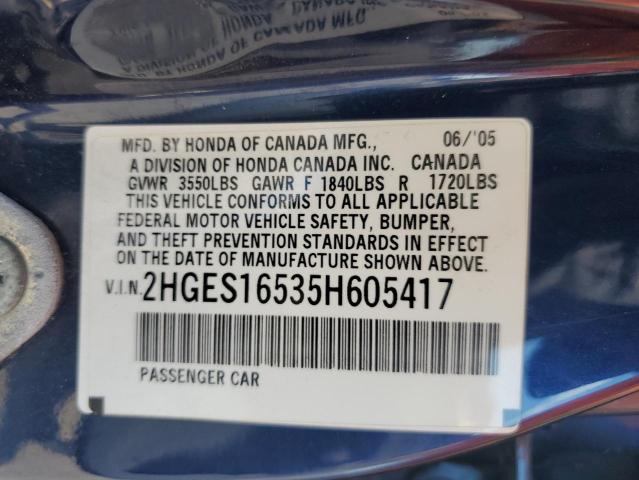 MFD. BY HONDA OF CANADA MFG., 06/'05
A DIVISION OF HONDA CANADA INC. CANADA
GVWR 3550LBS GAWR F 1840LBS R 1720LBS
THIS VEHICLE CONFORMS TO ALL APPLICABLE
FEDERAL MOTOR VEHICLE SAFETY, BUMPER,
AND THEFT PREVENTION STANDARDS IN EFFECT
ON THE DATE OF MANUFACTURE SHOWN ABOVE.
V.I.N. 2HGES16535H605417
PASSENGER CAR